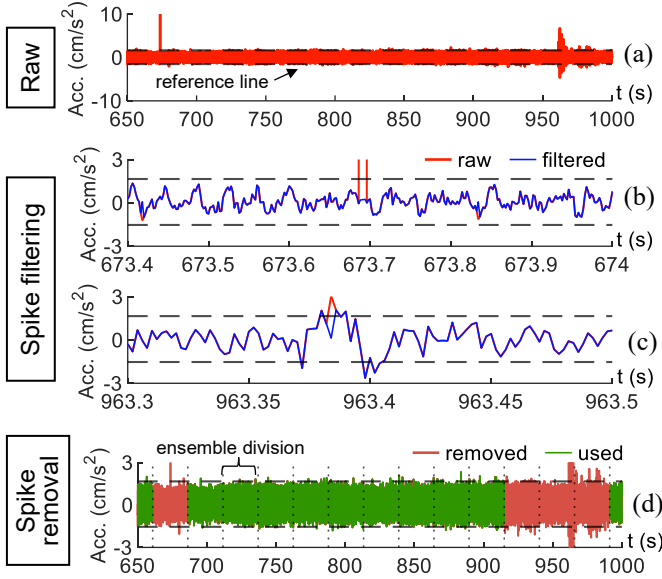 Raw
Acc. (cm/s²)
10
0
-10
(a)
reference line
t (s)
650 700 750 800 850 900 950 1000
Spike filtering
Acc. (cm/s²)
3
0
-3
raw filtered
(b)
t (s)
673.4 673.5 673.6 673.7 673.8 673.9 674
Acc. (cm/s²)
3
0
-3
(c)
t (s)
963.3 963.35 963.4 963.45 963.5
Spike
removal
ensemble division
removed used
Acc. (cm/s²)
3
0
-3
(d)
t (s)
650 700 750 800 850 900 950 1000